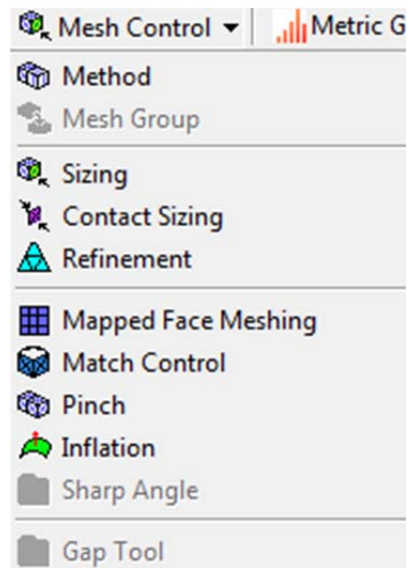 Mesh Control Metric G
Method
Mesh Group
Sizing
Contact Sizing
Refinement
Mapped Face Meshing
Match Control
Pinch
Inflation
Sharp Angle
Gap Tool